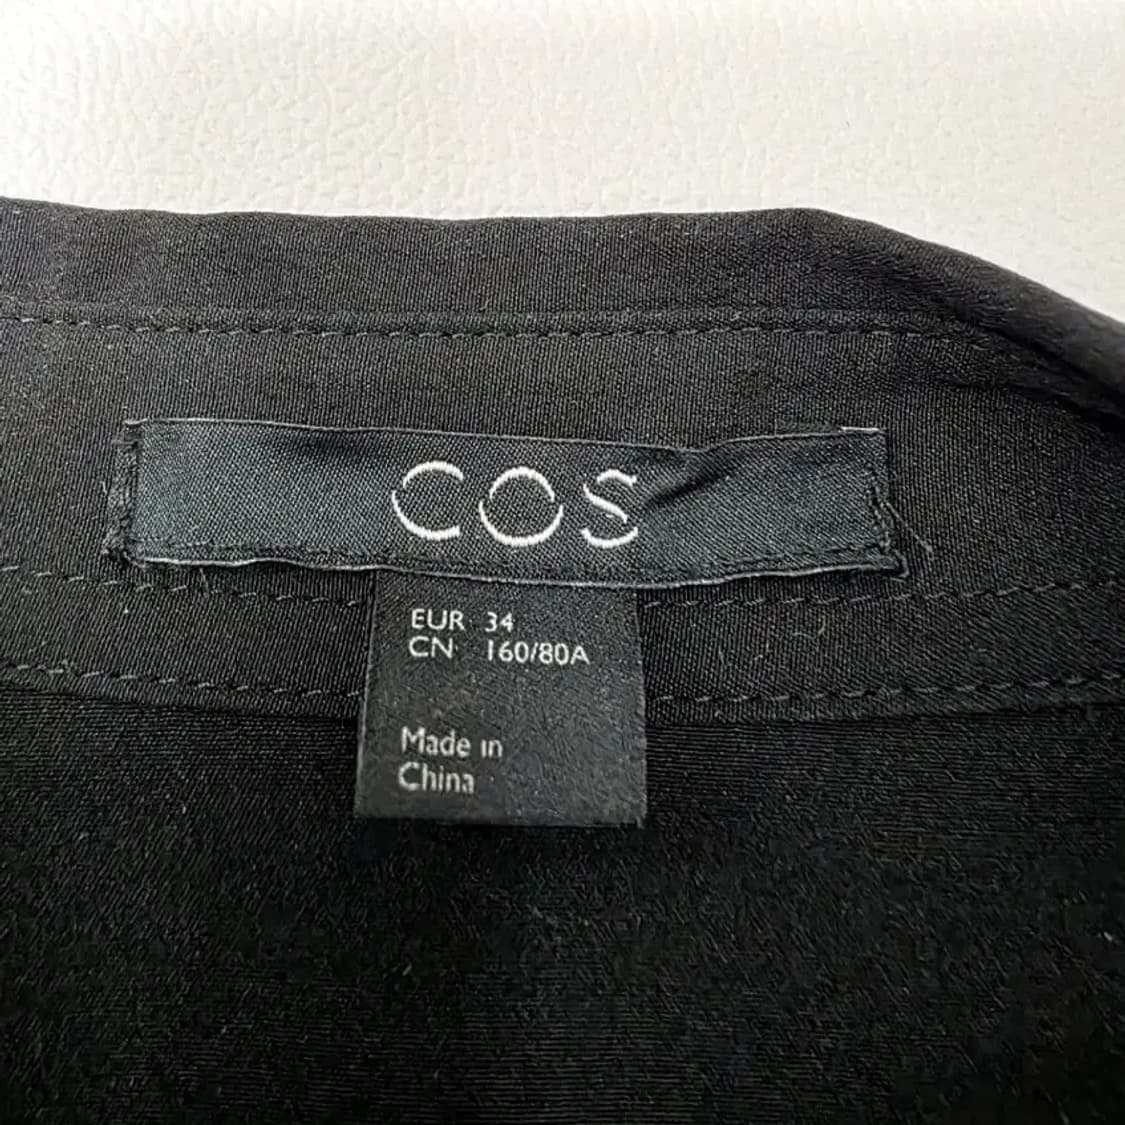 COS
EUR 34
CN 160/80A
Made in
China